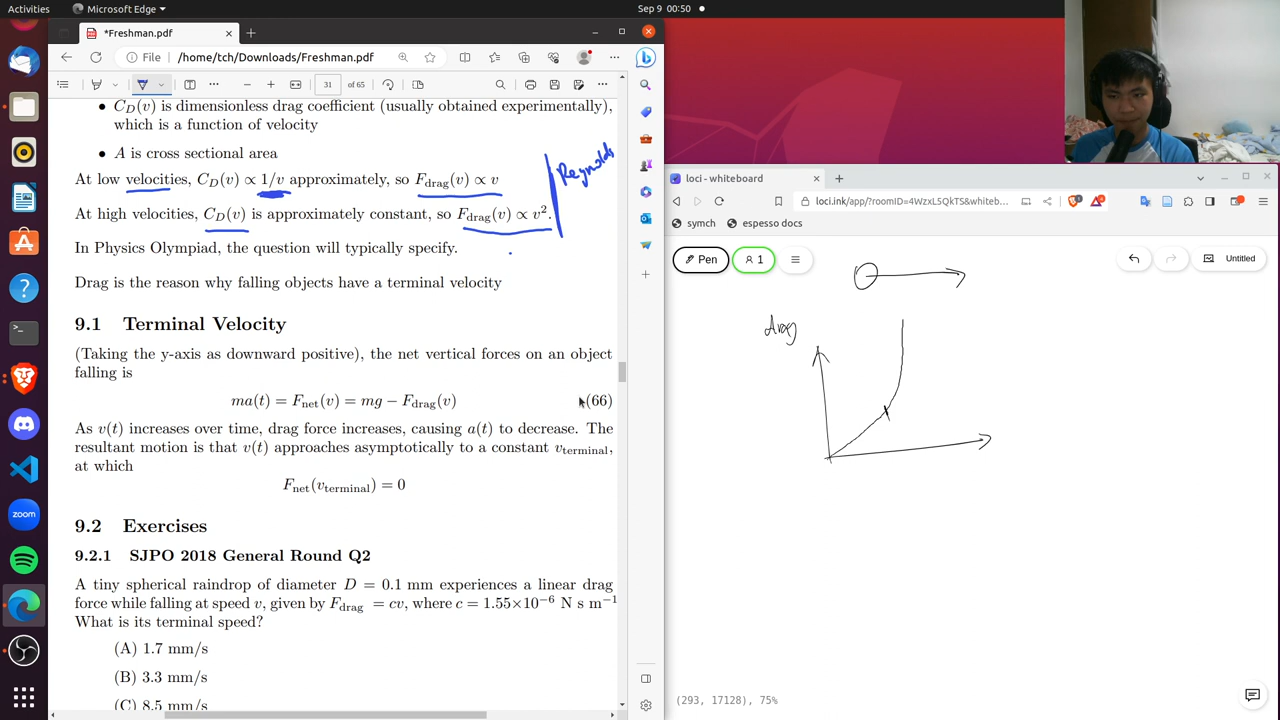 Activities
Microsoft Edge
Sep 9 00:50
*Freshman.pdf
File
/home/tch/Downloads/Freshman.pdf
31 of 65
• C_D(v) is dimensionless drag coefficient (usually obtained experimentally),
which is a function of velocity
• A is cross sectional area
At low velocities, C_D(v) ∝ 1/v approximately, so F_drag(v) ∝ v
At high velocities, C_D(v) is approximately constant, so F_drag(v) ∝ v².
Reynolds
In Physics Olympiad, the question will typically specify.
Drag is the reason why falling objects have a terminal velocity
9.1 Terminal Velocity
(Taking the y-axis as downward positive), the net vertical forces on an object
falling is
ma(t) = F_net(v) = mg − F_drag(v) (66)
As v(t) increases over time, drag force increases, causing a(t) to decrease. The
resultant motion is that v(t) approaches asymptotically to a constant v_terminal,
at which
F_net(v_terminal) = 0
9.2 Exercises
9.2.1 SJPO 2018 General Round Q2
A tiny spherical raindrop of diameter D = 0.1 mm experiences a linear drag
force while falling at speed v, given by F_drag = cv, where c = 1.55×10⁻⁶ N s m⁻¹
What is its terminal speed?
(A) 1.7 mm/s
(B) 3.3 mm/s
(C) 8.5 mm/s
zoom
loci - whiteboard
loci.ink/app/?roomID=4WzxL5QkTS&whiteb...
symch
espesso docs
Pen
1
Untitled
drag
(293, 17128), 75%